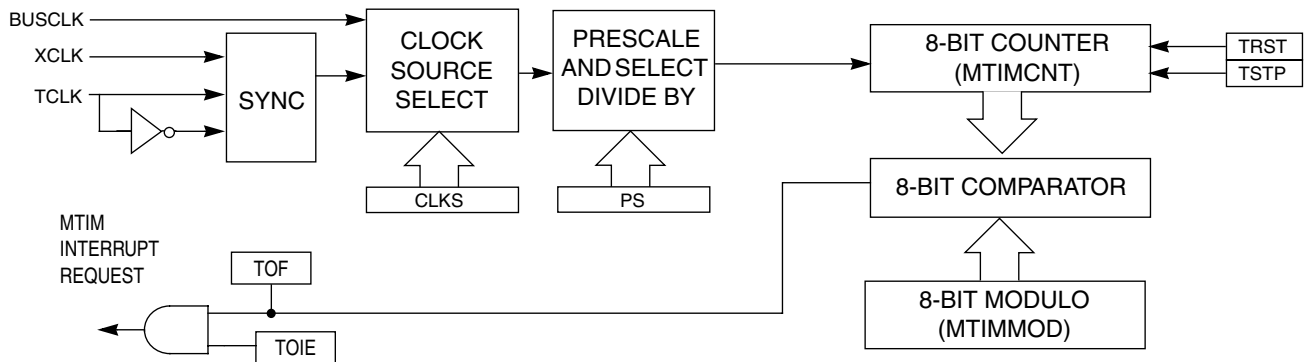 BUSCLK
XCLK
TCLK
SYNC
CLOCK
SOURCE
SELECT
PRESCALE
AND SELECT
DIVIDE BY
8-BIT COUNTER
(MTIMCNT)
TRST
TSTP
CLKS
PS
8-BIT COMPARATOR
MTIM
INTERRUPT
REQUEST
TOF
TOIE
8-BIT MODULO
(MTIMMOD)